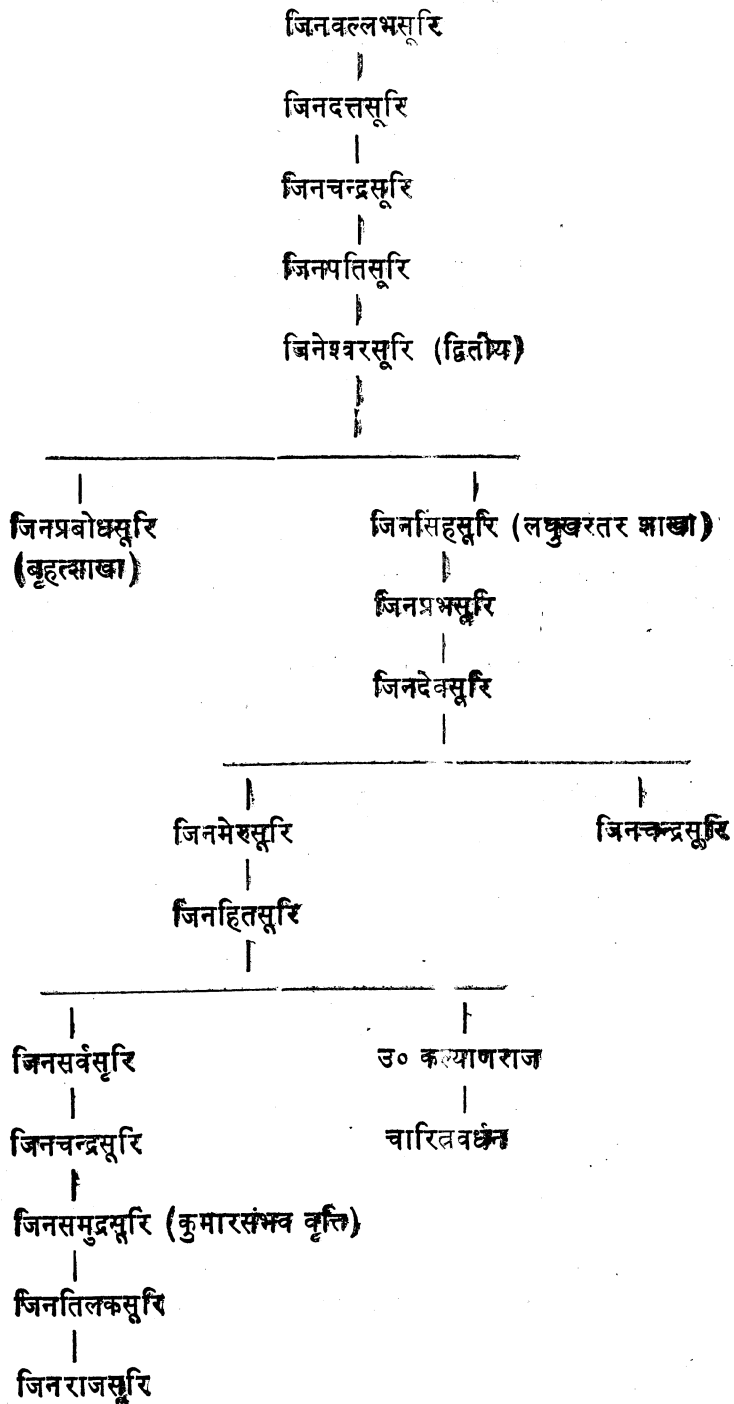 जिनवल्लभसूरि
जिनदत्तसूरि
जिनचन्द्रसूरि
जिनपतिसूरि
जिनेश्वरसूरि (द्वितीय)
जिनप्रबोधसूरि
(बृहत्शाखा)
जिनसिंहसूरि (लघुखरतर शाखा)
जिनप्रभसूरि
जिनदेवसूरि
जिनमेरुसूरि
जिनचन्द्रसूरि
जिनहितसूरि
जिनसर्वसूरि
उ० कल्याणराज
जिनचन्द्रसूरि
चारित्रवर्धन
जिनसमुद्रसूरि (कुमारसंभव वृत्ति)
जिनतिलकसूरि
जिनराजसूरि